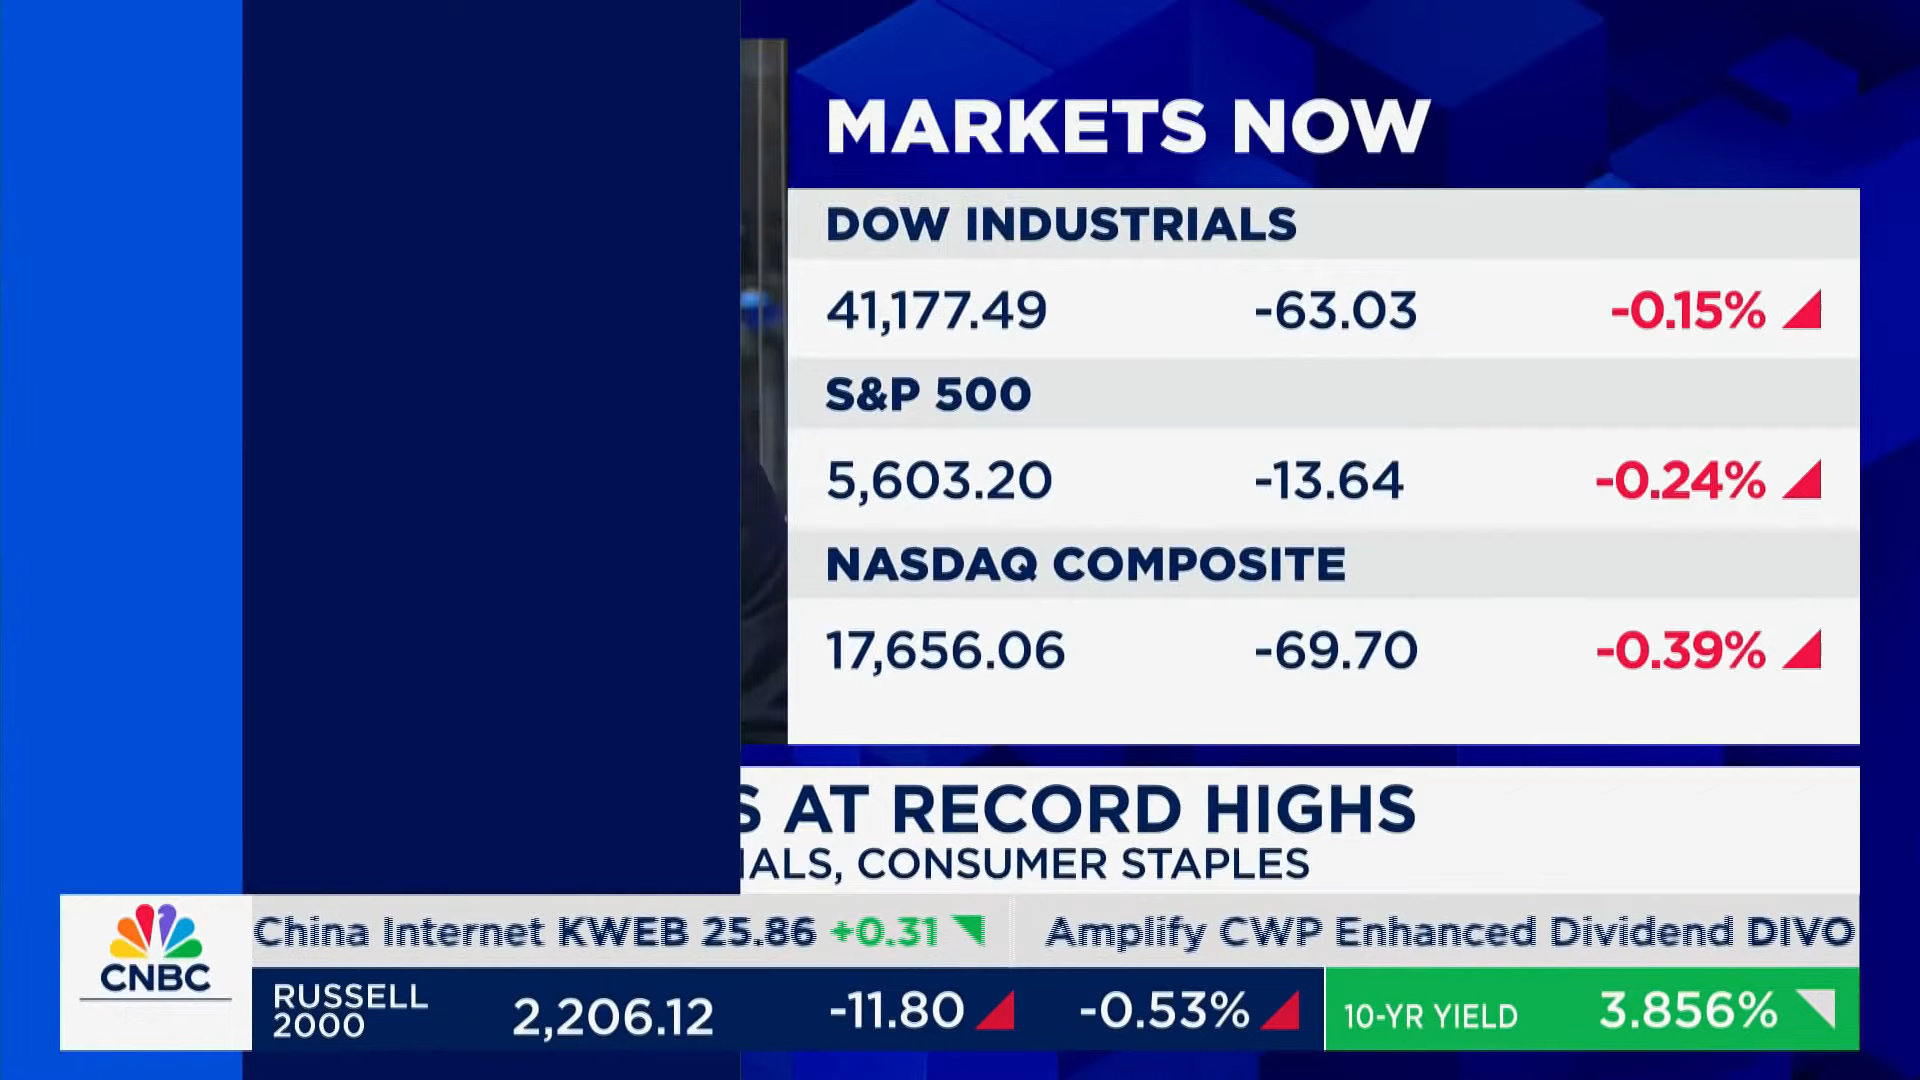 MARKETS NOW
DOW INDUSTRIALS
41,177.49 -63.03 -0.15%
S&P 500
5,603.20 -13.64 -0.24%
NASDAQ COMPOSITE
17,656.06 -69.70 -0.39%
AT RECORD HIGHS
CONSUMER STAPLES
China Internet KWEB 25.86 +0.31 Amplify CWP Enhanced Dividend DIVO
CNBC
RUSSELL 2000 2,206.12 -11.80 -0.53% 10-YR YIELD 3.856%